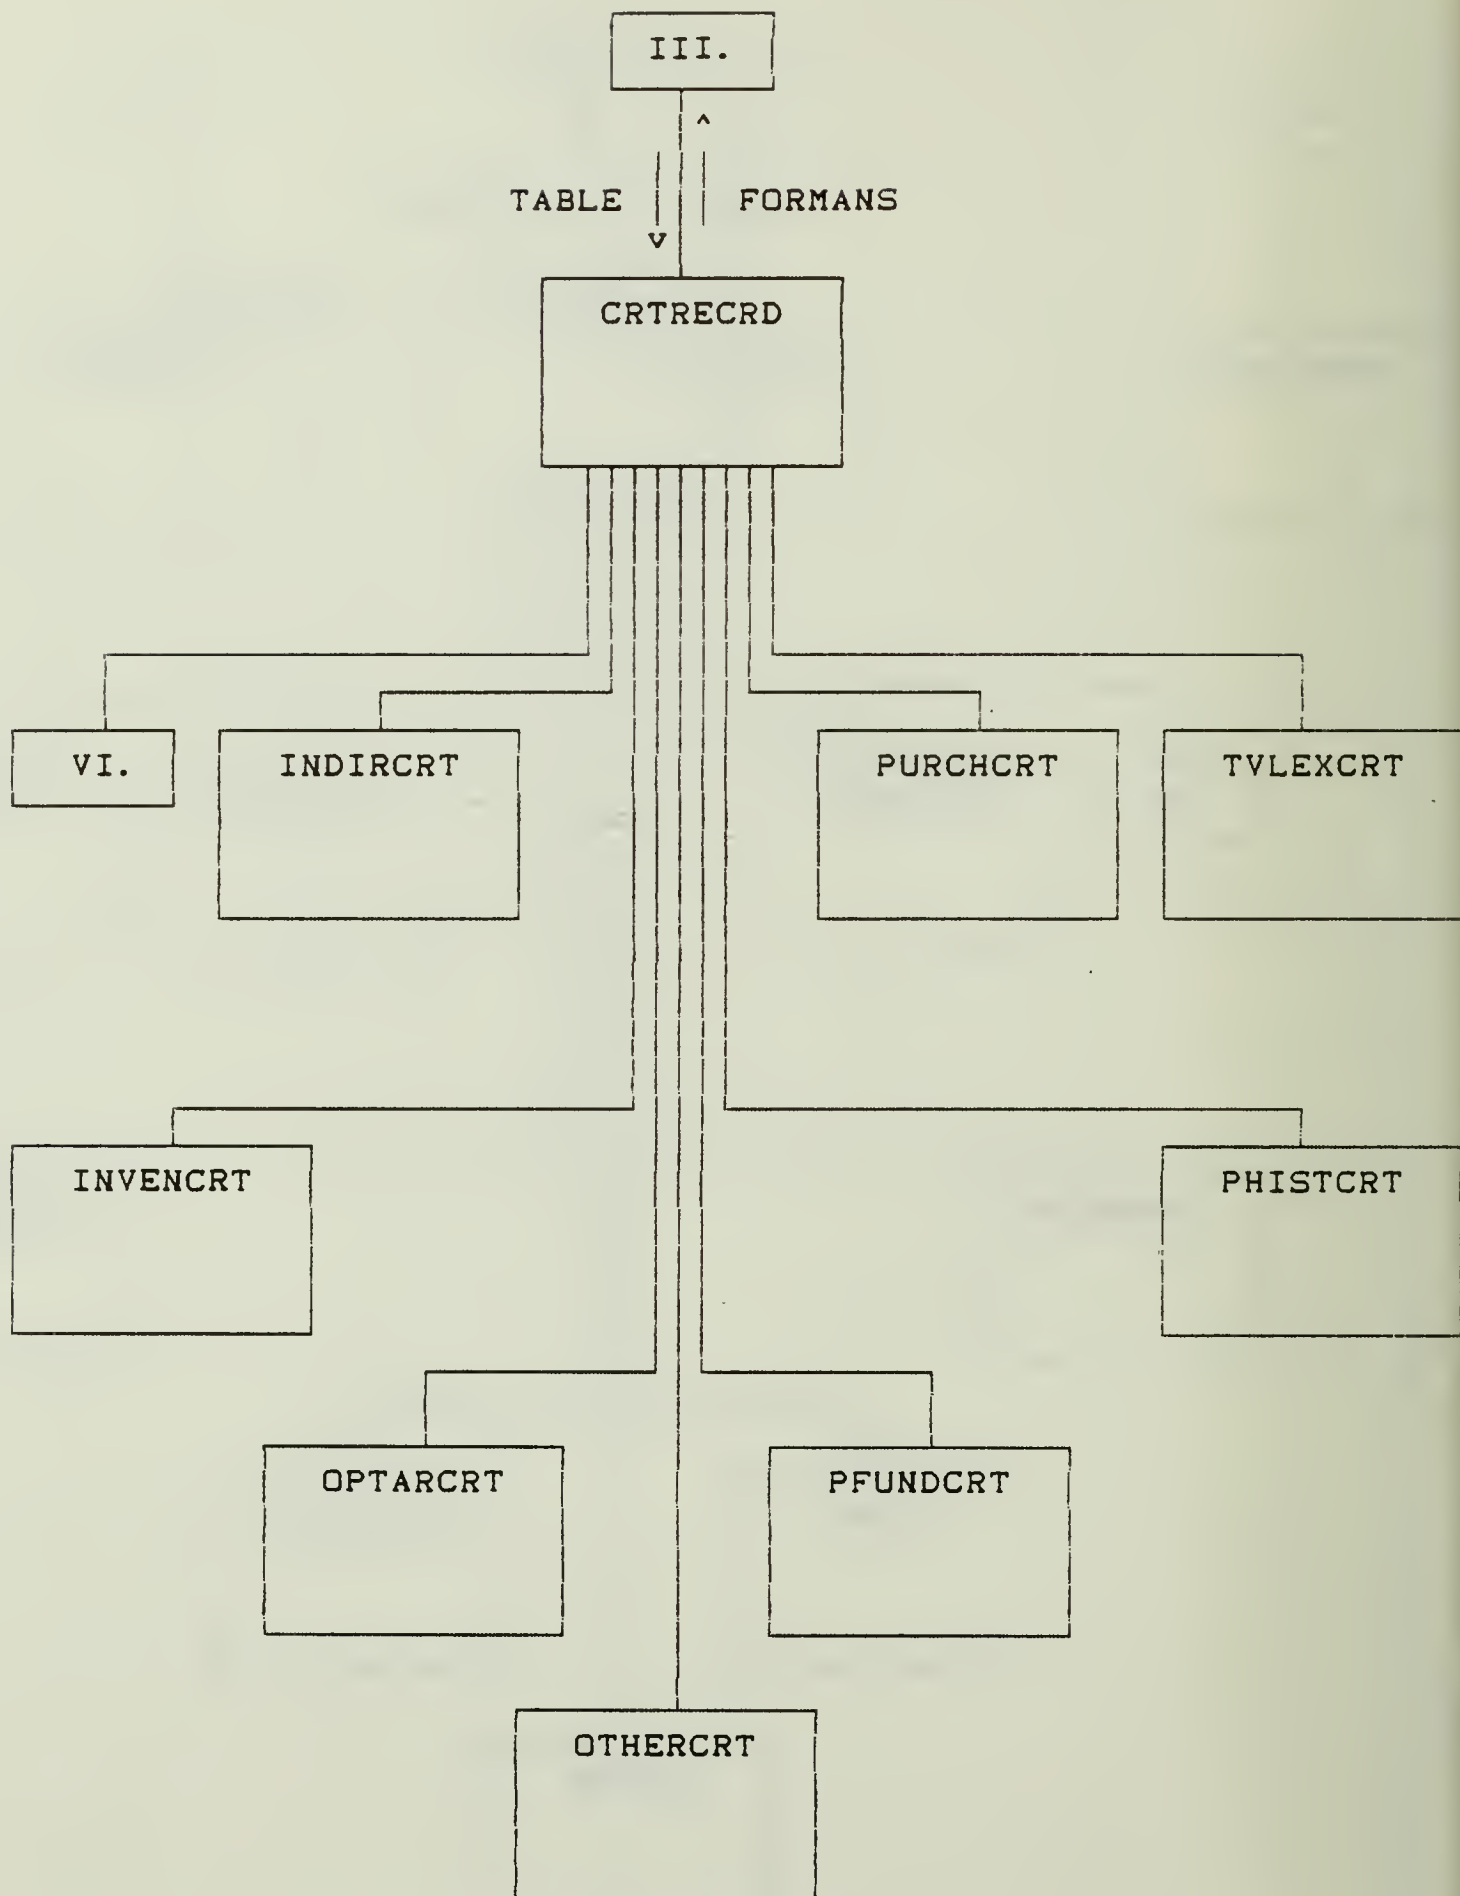 III.
TABLE FORMANS
CRTRECRD
VI. INDIRCRT PURCHCRT TVLEXCRT
INVENCRT PHISTCRT
OPTARCRT PFUNDCRT
OTHERCRT